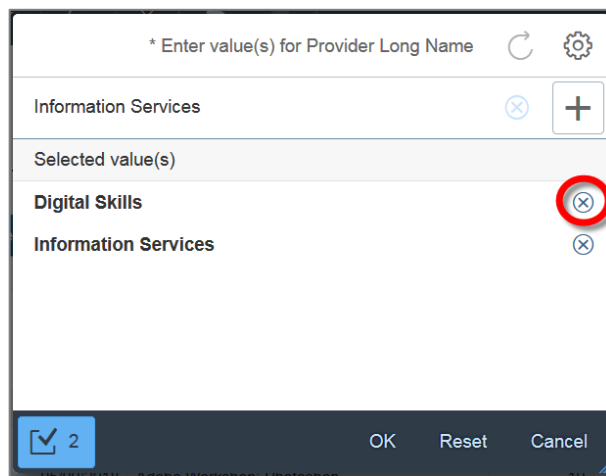 * Enter value(s) for Provider Long Name
Information Services
Selected value(s)
Digital Skills
Information Services
2
OK Reset Cancel